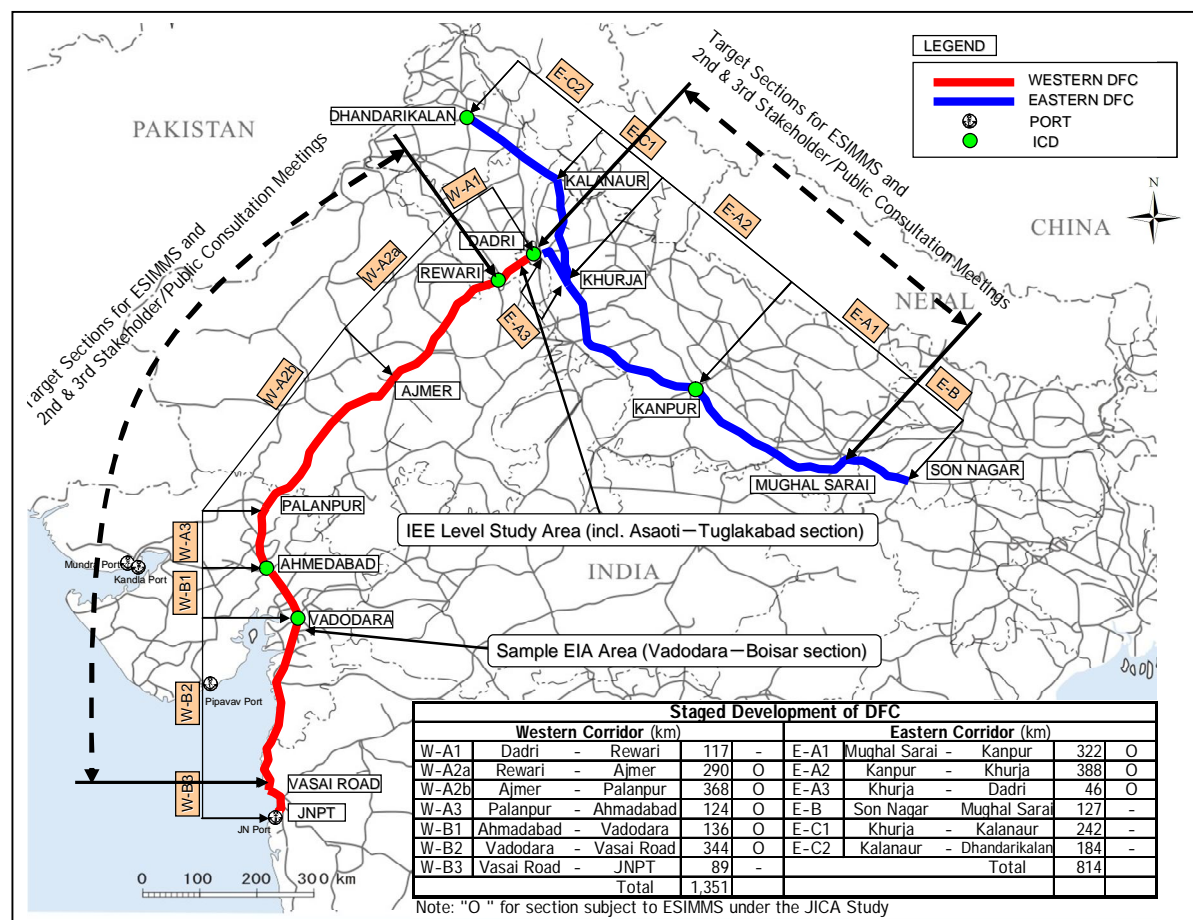 LEGEND
WESTERN DFC
EASTERN DFC
PORT
ICD
Target Sections for ESIMMS and
2nd & 3rd Stakeholder/Public Consultation Meetings
Target Sections for ESIMMS and
2nd & 3rd Stakeholder/Public Consultation Meetings
N
PAKISTAN
CHINA
NEPAL
INDIA
DHANDARIKALAN
E-C2
E-C1
KALANAUR
W-A1
E-A2
DADRI
REWARI
KHURJA
W-A2a
E-A3
E-A1
W-A2b
AJMER
KANPUR
E-B
SON NAGAR
MUGHAL SARAI
PALANPUR
IEE Level Study Area (incl. Asaoti－Tuglakabad section)
W-A3
Mundra Port
Kandla Port
AHMEDABAD
W-B1
VADODARA
Sample EIA Area (Vadodara－Boisar section)
W-B2
Pipavav Port
W-B3
VASAI ROAD
JNPT
JN Port
0 100 200 300 km
Staged Development of DFC
Western Corridor (km) Eastern Corridor (km)
W-A1 Dadri - Rewari 117 - E-A1 Mughal Sarai - Kanpur 322 O
W-A2a Rewari - Ajmer 290 O E-A2 Kanpur - Khurja 388 O
W-A2b Ajmer - Palanpur 368 O E-A3 Khurja - Dadri 46 O
W-A3 Palanpur - Ahmadabad 124 O E-B Son Nagar Mughal Sarai 127 -
W-B1 Ahmadabad - Vadodara 136 O E-C1 Khurja - Kalanaur 242 -
W-B2 Vadodara - Vasai Road 344 O E-C2 Kalanaur - Dhandarikalan 184 -
W-B3 Vasai Road - JNPT 89 - Total 814
Total 1,351
Note: "O " for section subject to ESIMMS under the JICA Study